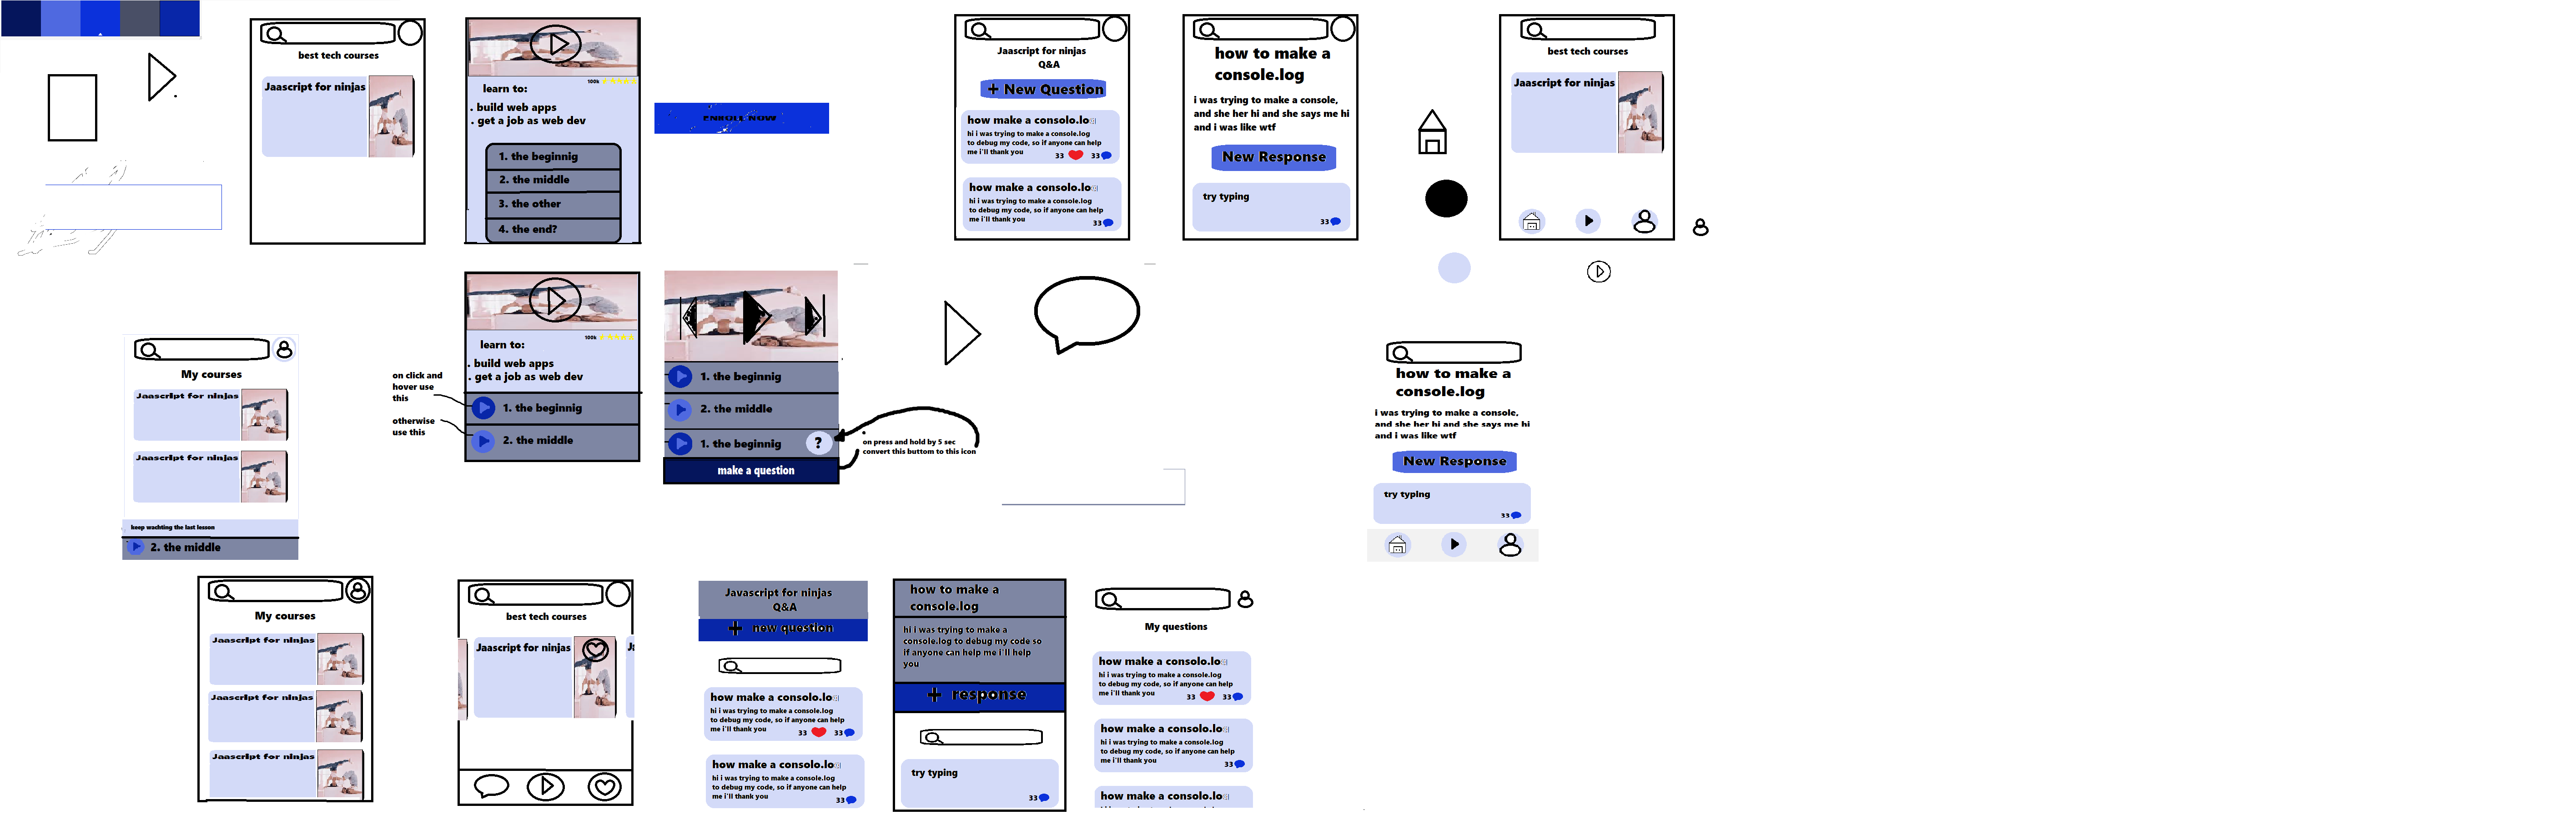 best tech courses
Jaascript for ninjas
100k
learn to:
. build web apps
. get a job as web dev
1. the beginnig
2. the middle
3. the other
4. the end?
ENROLL NOW
Jaascript for ninjas
Q&A
+ New Question
how make a consolo.lo
hi i was trying to make a console.log
to debug my code, so if anyone can help
me i'll thank you
33 33
how make a consolo.lo
hi i was trying to make a console.log
to debug my code, so if anyone can help
me i'll thank you
33
how to make a
console.log
i was trying to make a console,
and she her hi and she says me hi
and i was like wtf
New Response
try typing
33
best tech courses
Jaascript for ninjas
My courses
Jaascript for ninjas
Jaascript for ninjas
keep wachting the last lesson
2. the middle
on click and
hover use
this
otherwise
use this
100k
learn to:
. build web apps
. get a job as web dev
1. the beginnig
2. the middle
1. the beginnig
2. the middle
1. the beginnig ?
make a question
on press and hold by 5 sec
convert this buttom to this icon
how to make a
console.log
i was trying to make a console,
and she her hi and she says me hi
and i was like wtf
New Response
try typing
33
My courses
Jaascript for ninjas
Jaascript for ninjas
Jaascript for ninjas
best tech courses
Jaascript for ninjas
Ja
Javascript for ninjas
Q&A
+ new question
how make a consolo.lo
hi i was trying to make a console.log
to debug my code, so if anyone can help
me i'll thank you
33 33
how make a consolo.lo
hi i was trying to make a console.log
to debug my code, so if anyone can help
me i'll thank you
33
how to make a
console.log
hi i was trying to make a
console.log to debug my code so
if anyone can help me i'll help
you
+ response
try typing
33
My questions
how make a consolo.lo
hi i was trying to make a console.log
to debug my code, so if anyone can help
me i'll thank you
33 33
how make a consolo.lo
hi i was trying to make a console.log
to debug my code, so if anyone can help
me i'll thank you
33
how make a consolo.lo